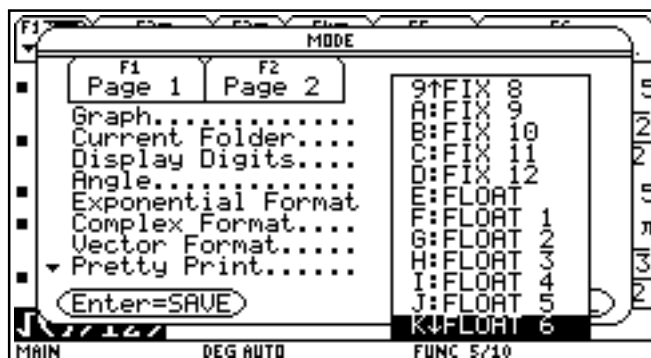 MODE
F1 F2
Page 1 Page 2
Graph.............
Current Folder....
Display Digits....
Angle.............
Exponential Format
Complex Format....
Vector Format.....
Pretty Print......
Enter=SAVE
9↑FIX 8
A:FIX 9
B:FIX 10
C:FIX 11
D:FIX 12
E:FLOAT
F:FLOAT 1
G:FLOAT 2
H:FLOAT 3
I:FLOAT 4
J:FLOAT 5
K↓FLOAT 6
MAIN DEG AUTO FUNC 5/10